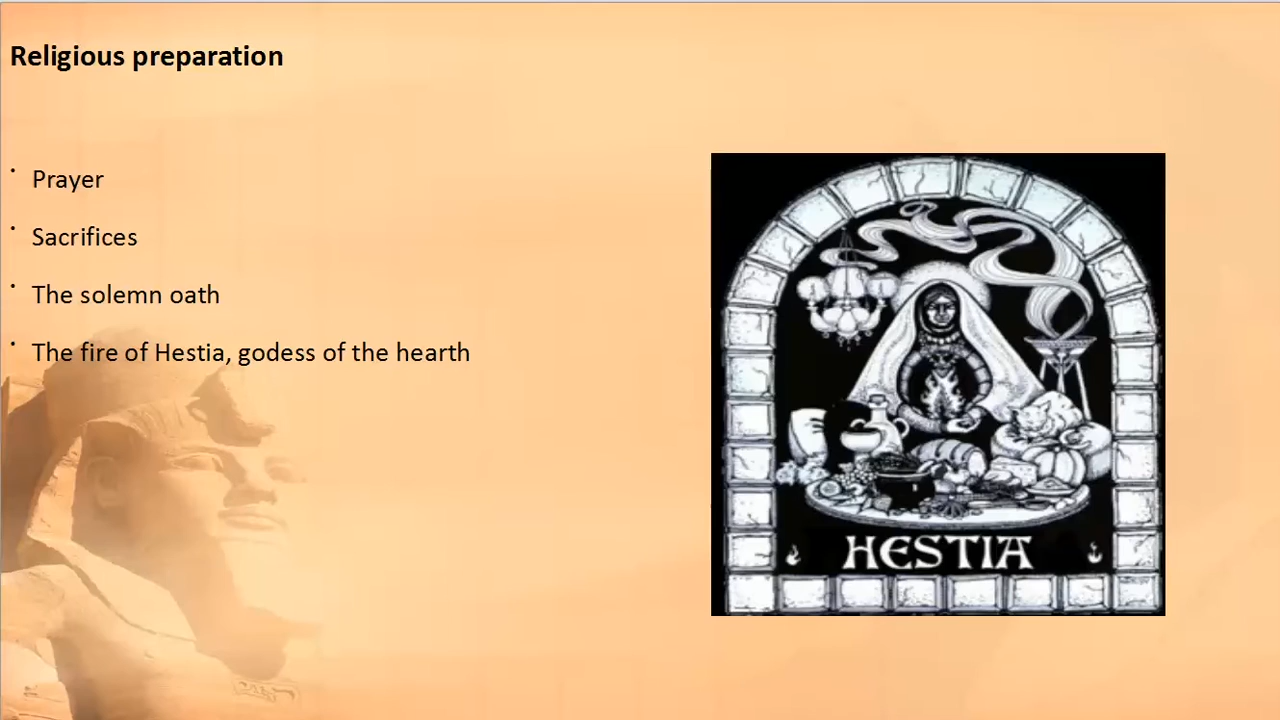 Religious preparation
· Prayer
· Sacrifices
· The solemn oath
· The fire of Hestia, godess of the hearth
HESTIA